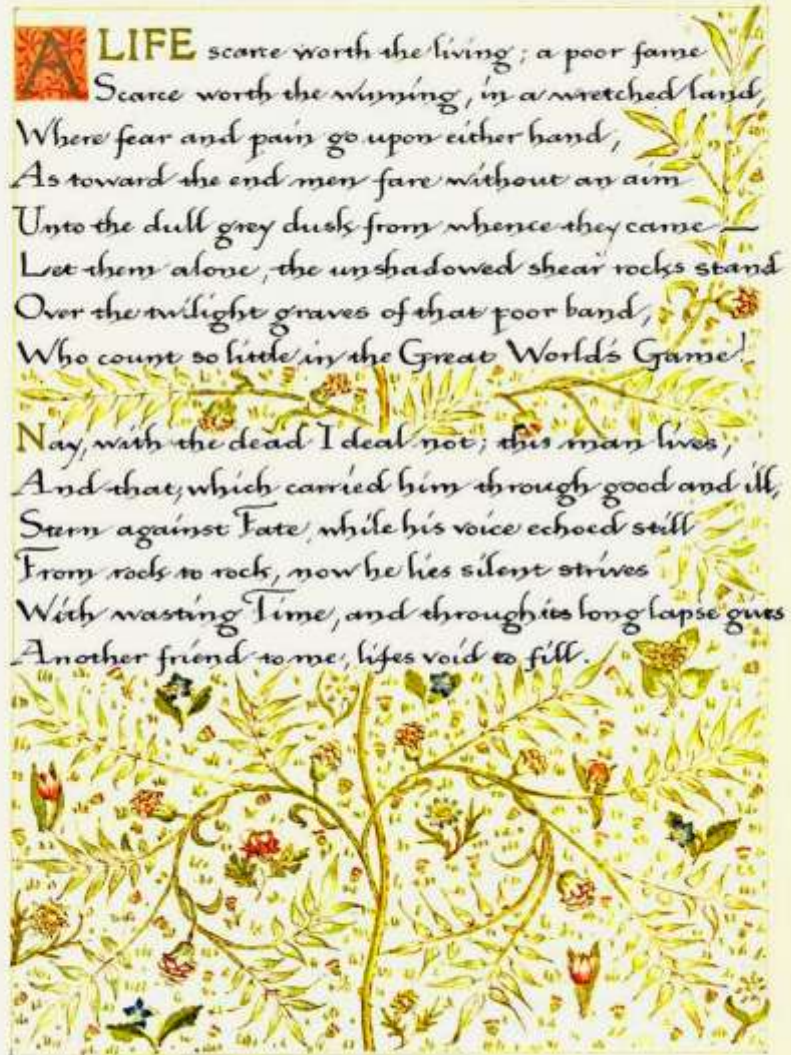 A LIFE scarce worth the living; a poor fame
Scarce worth the winning, in a wretched land,
Where fear and pain go upon either hand,
As toward the end men fare without an aim
Unto the dull grey dusk from whence they came —
Let them alone, the unshadowed shear rocks stand
Over the twilight graves of that poor band,
Who count so little in the Great World's Game!
Nay, with the dead I deal not; this man lives,
And that, which carried him through good and ill,
Stern against Fate, while his voice echoed still
From rock to rock, now he lies silent strives
With wasting Time, and through its long lapse gives
Another friend to me, lifes void to fill.